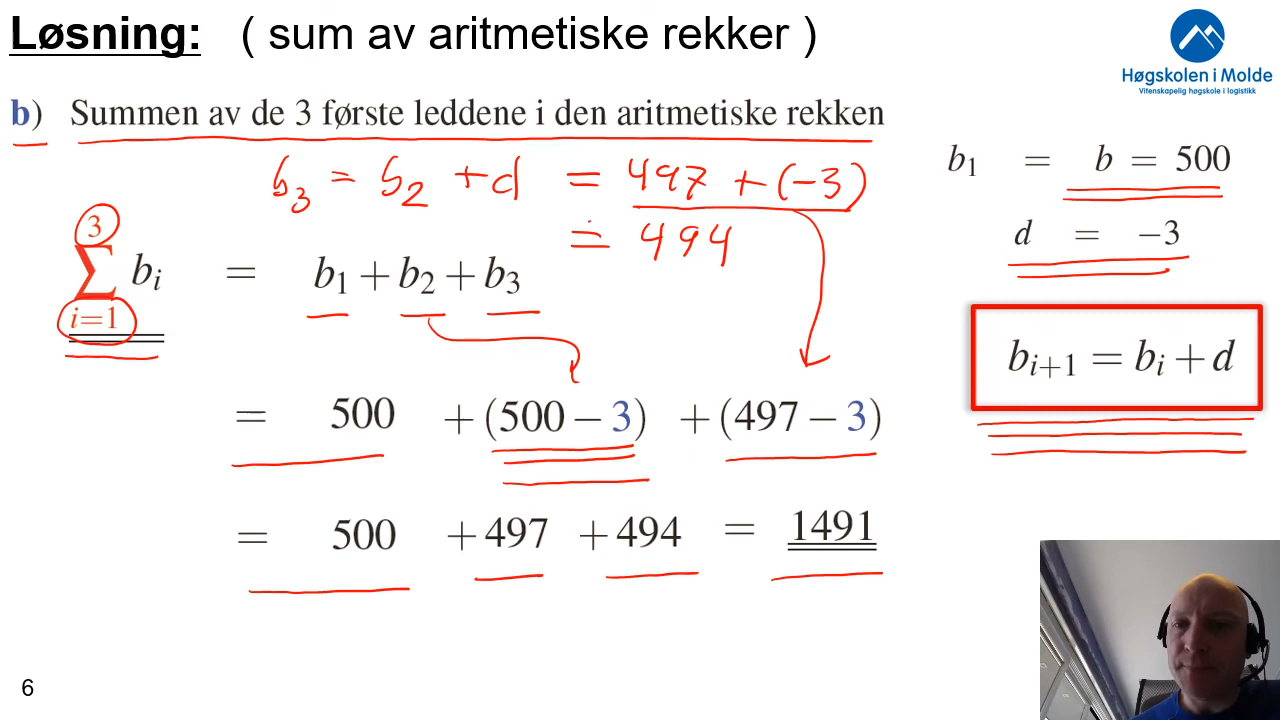 Løsning: ( sum av aritmetiske rekker )
Høgskolen i Molde
Vitenskapelig høgskole i logistikk
b) Summen av de 3 første leddene i den aritmetiske rekken
b₃ = b₂ + d = 497 + (−3)
= 494
b₁ = b = 500
d = −3
3
∑ bᵢ = b₁ + b₂ + b₃
i=1
bᵢ₊₁ = bᵢ + d
= 500 + (500 − 3) + (497 − 3)
= 500 + 497 + 494 = 1491
6